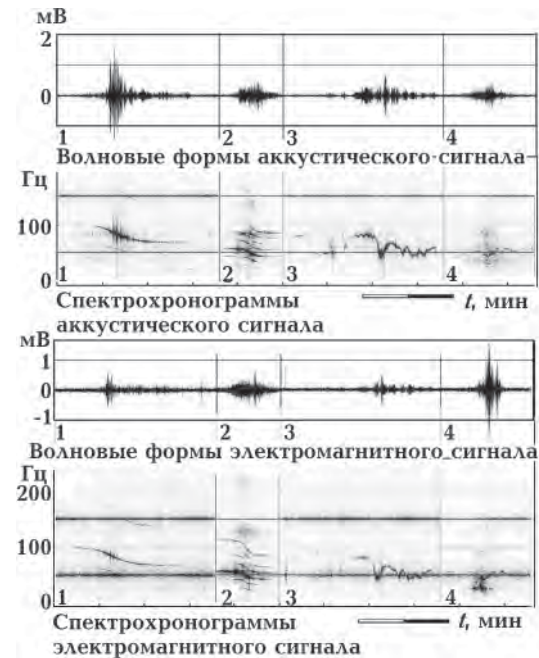 мВ
2
0
1 2 3 4
Волновые формы аккустического сигнала
Гц
100
0
1 2 3 4
Спектрохронограммы t, мин
аккустического сигнала
мВ
1
0
-1
1 2 3 4
Волновые формы электромагнитного сигнала
Гц
200
100
0
1 2 3 4
Спектрохронограммы t, мин
электромагнитного сигнала